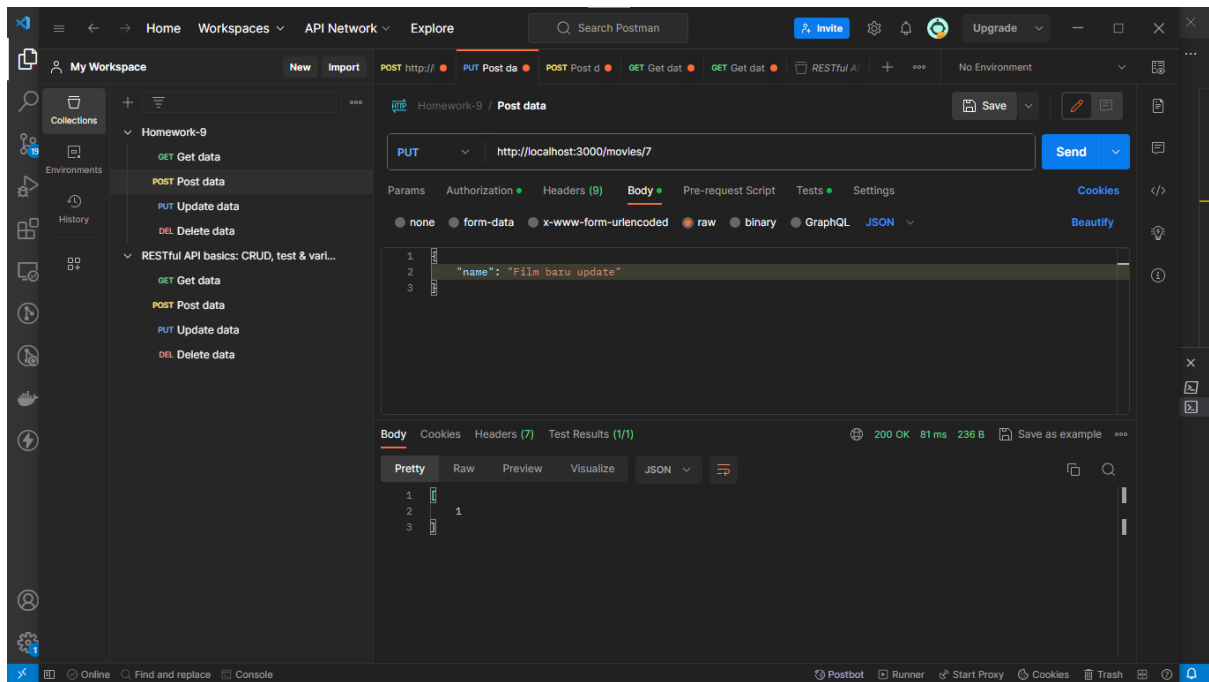 Home Workspaces API Network Explore Search Postman Invite Upgrade
My Workspace New Import POST http:// PUT Post da POST Post d GET Get dat GET Get dat RESTful A No Environment
Collections
Environments
History
19
Homework-9
GET Get data
POST Post data
PUT Update data
DEL Delete data
RESTful API basics: CRUD, test & vari...
GET Get data
POST Post data
PUT Update data
DEL Delete data
HTTP Homework-9 / Post data Save
PUT http://localhost:3000/movies/7 Send
Params Authorization Headers (9) Body Pre-request Script Tests Settings Cookies
none form-data x-www-form-urlencoded raw binary GraphQL JSON Beautify
1 {
2 "name": "Film baru update"
3 }
Body Cookies Headers (7) Test Results (1/1) 200 OK 81 ms 236 B Save as example
Pretty Raw Preview Visualize JSON
1 [
2 1
3 ]
1
Online Find and replace Console Postbot Runner Start Proxy Cookies Trash